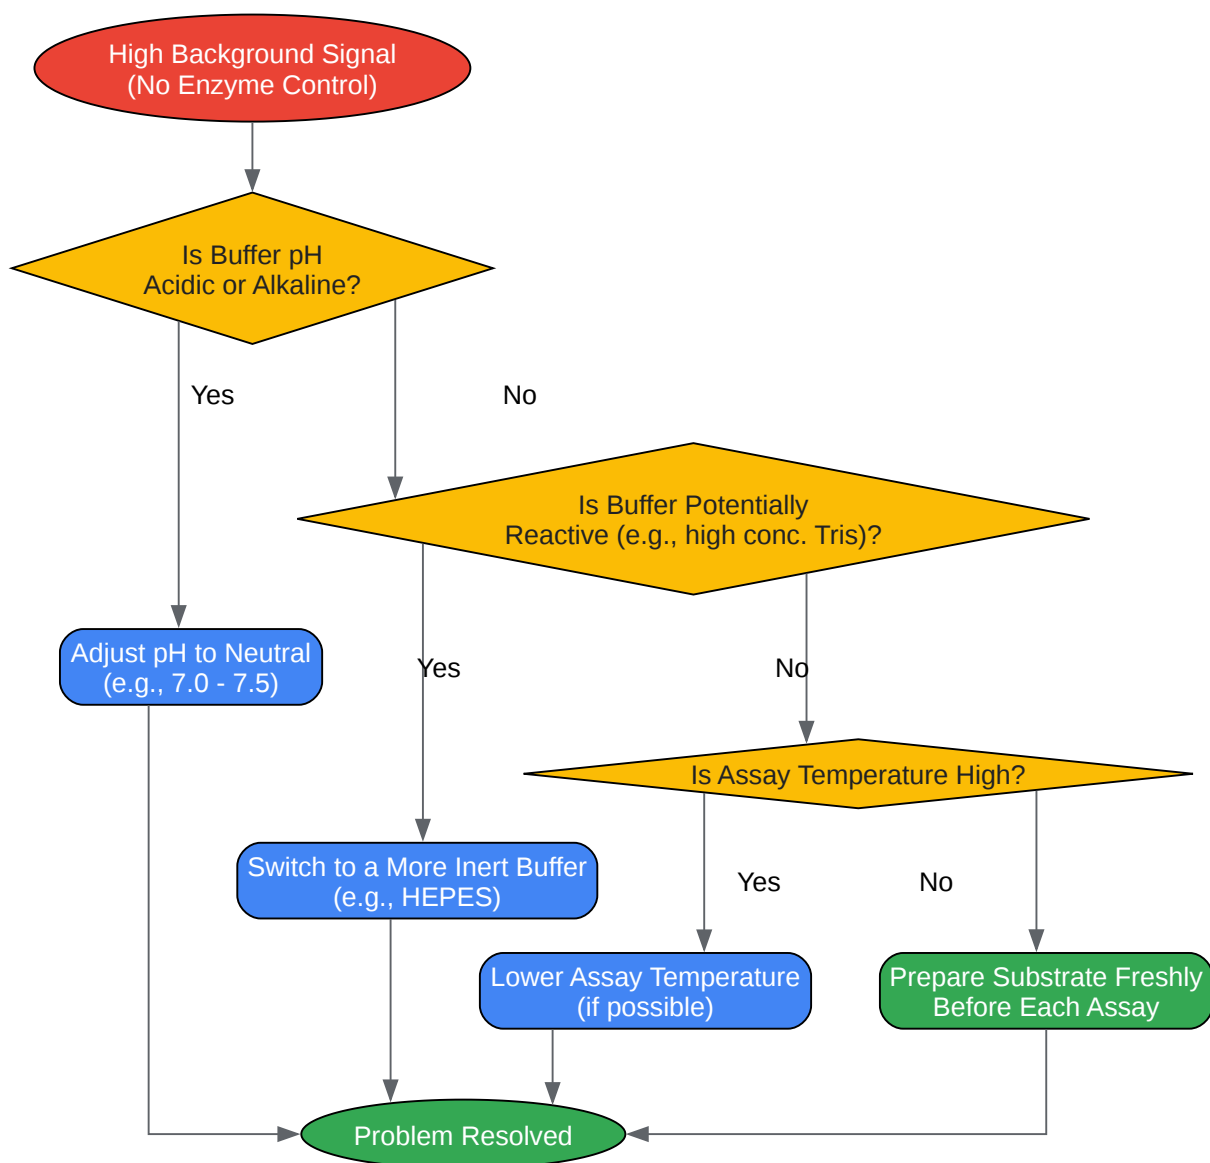 High Background Signal
(No Enzyme Control)
Is Buffer pH
Acidic or Alkaline?
Yes
No
Is Buffer Potentially
Reactive (e.g., high conc. Tris)?
Adjust pH to Neutral
(e.g., 7.0 - 7.5)
Yes
No
Is Assay Temperature High?
Switch to a More Inert Buffer
(e.g., HEPES)
Yes
No
Lower Assay Temperature
(if possible)
Prepare Substrate Freshly
Before Each Assay
Problem Resolved